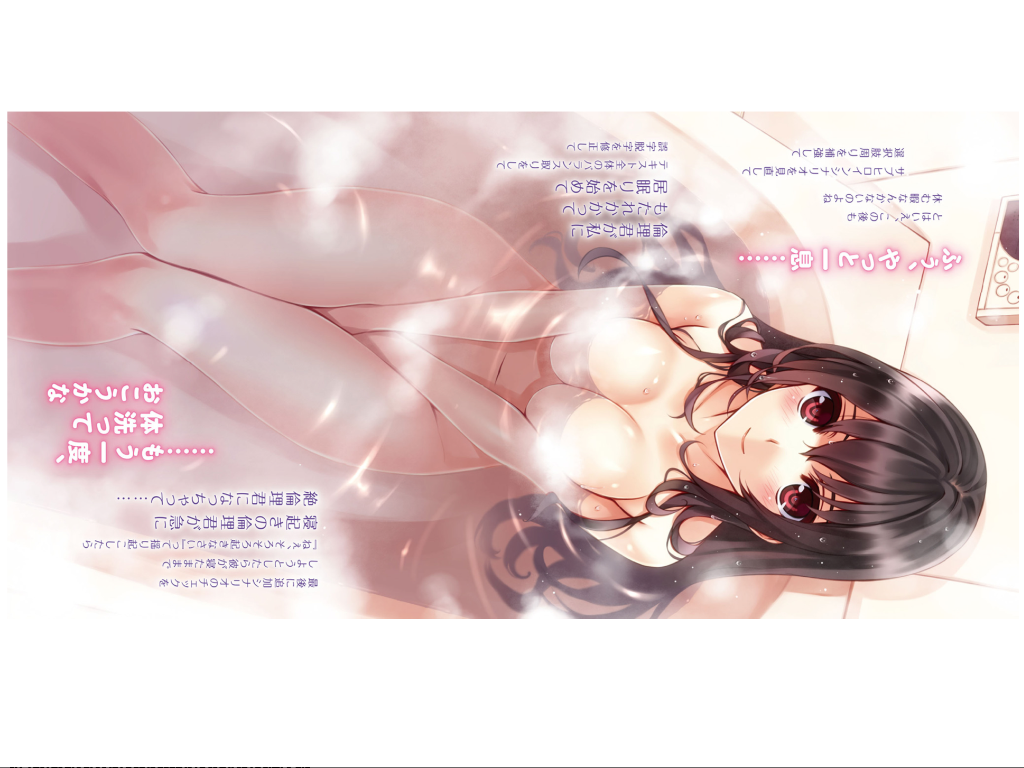 ふぅ、やっと一息
……
とはいえ、この後も
休む暇なんかないのよね
サブヒロインシナリオを見直して
選択肢周りを補強して
倫理君が私に
もたれかかって
居眠りを始めて
テキスト全体のバランス取りをして
誤字脱字を修正して
最後に追加シナリオのチェックを
しようとしたら彼が寝たままで
『ねぇ、そろそろ起きなさい』って揺り起こしたら
寝起きの倫理君が急に
絶倫理君になっちゃって……
……もう一度、
体洗って
おこうかな